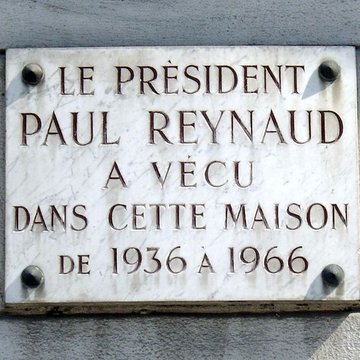 LE PRÉSIDENT
PAUL REYNAUD
A VÉCU
DANS CETTE MAISON
DE 1936 À 1966